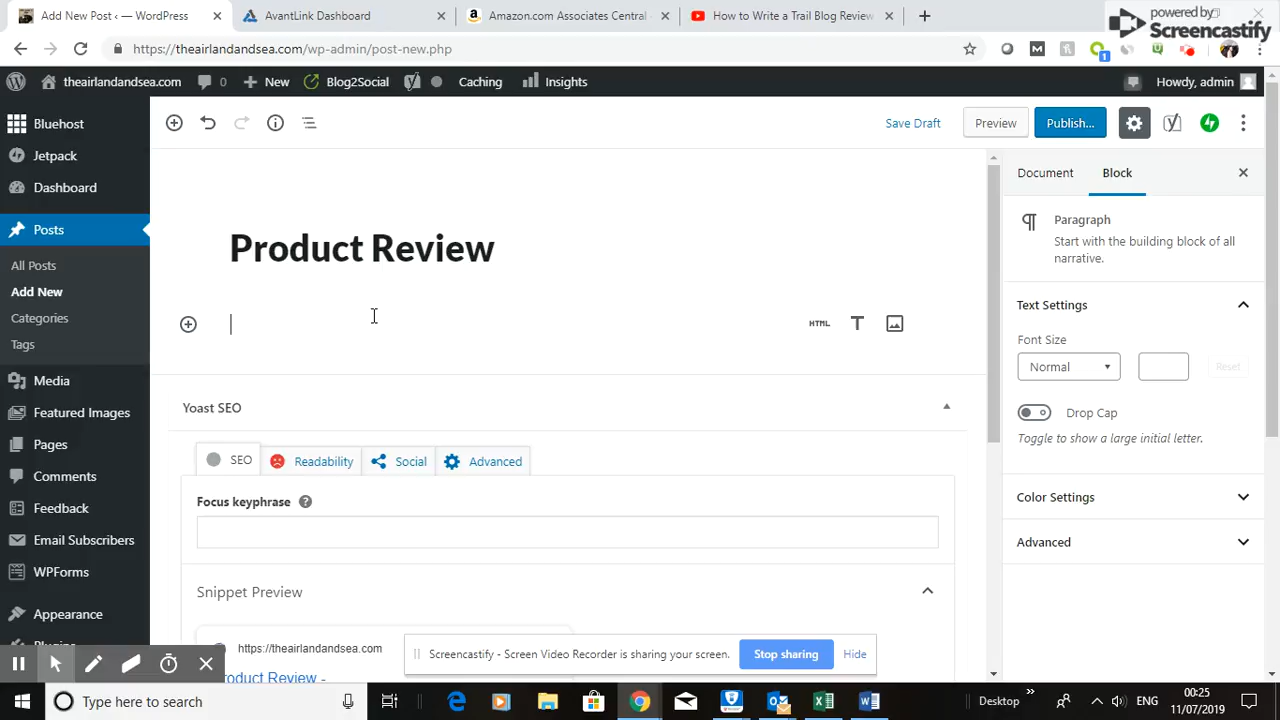 Add New Post ‹ — WordPress
AvantLink Dashboard
Amazon.com Associates Central -
How to Write a Trail Blog Review
powered by
Screencastify
https://theairlandandsea.com/wp-admin/post-new.php
theairlandandsea.com
0
New
Blog2Social
Caching
Insights
Howdy, admin
Bluehost
Jetpack
Dashboard
Posts
All Posts
Add New
Categories
Tags
Media
Featured Images
Pages
Comments
Feedback
Email Subscribers
WPForms
Appearance
Save Draft
Preview
Publish...
Product Review
HTML
Yoast SEO
SEO
Readability
Social
Advanced
Focus keyphrase
Snippet Preview
https://theairlandandsea.com
roduct Review -
Document
Block
Paragraph
Start with the building block of all
narrative.
Text Settings
Font Size
Normal
Reset
Drop Cap
Toggle to show a large initial letter.
Color Settings
Advanced
Screencastify - Screen Video Recorder is sharing your screen.
Stop sharing
Hide
Type here to search
Desktop
ENG
00:25
11/07/2019